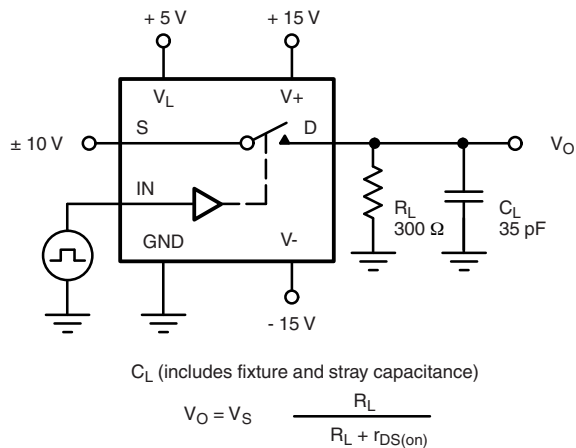 + 5 V
+ 15 V
V_L
V+
± 10 V
S
D
V_O
IN
R_L
300 Ω
C_L
35 pF
GND
V-
- 15 V
C_L (includes fixture and stray capacitance)
V_O = V_S R_L
R_L + r_DS(on)